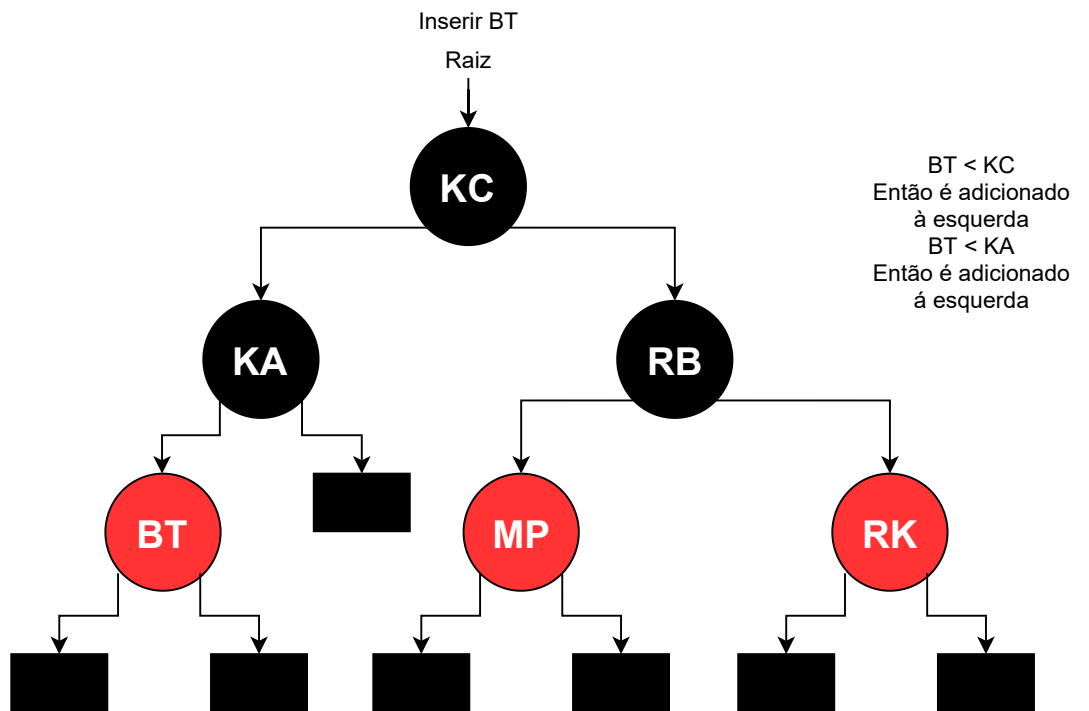 Inserir BT
Raiz
KC
BT < KC
Então é adicionado
à esquerda
BT < KA
Então é adicionado
á esquerda
KA
RB
BT
MP
RK